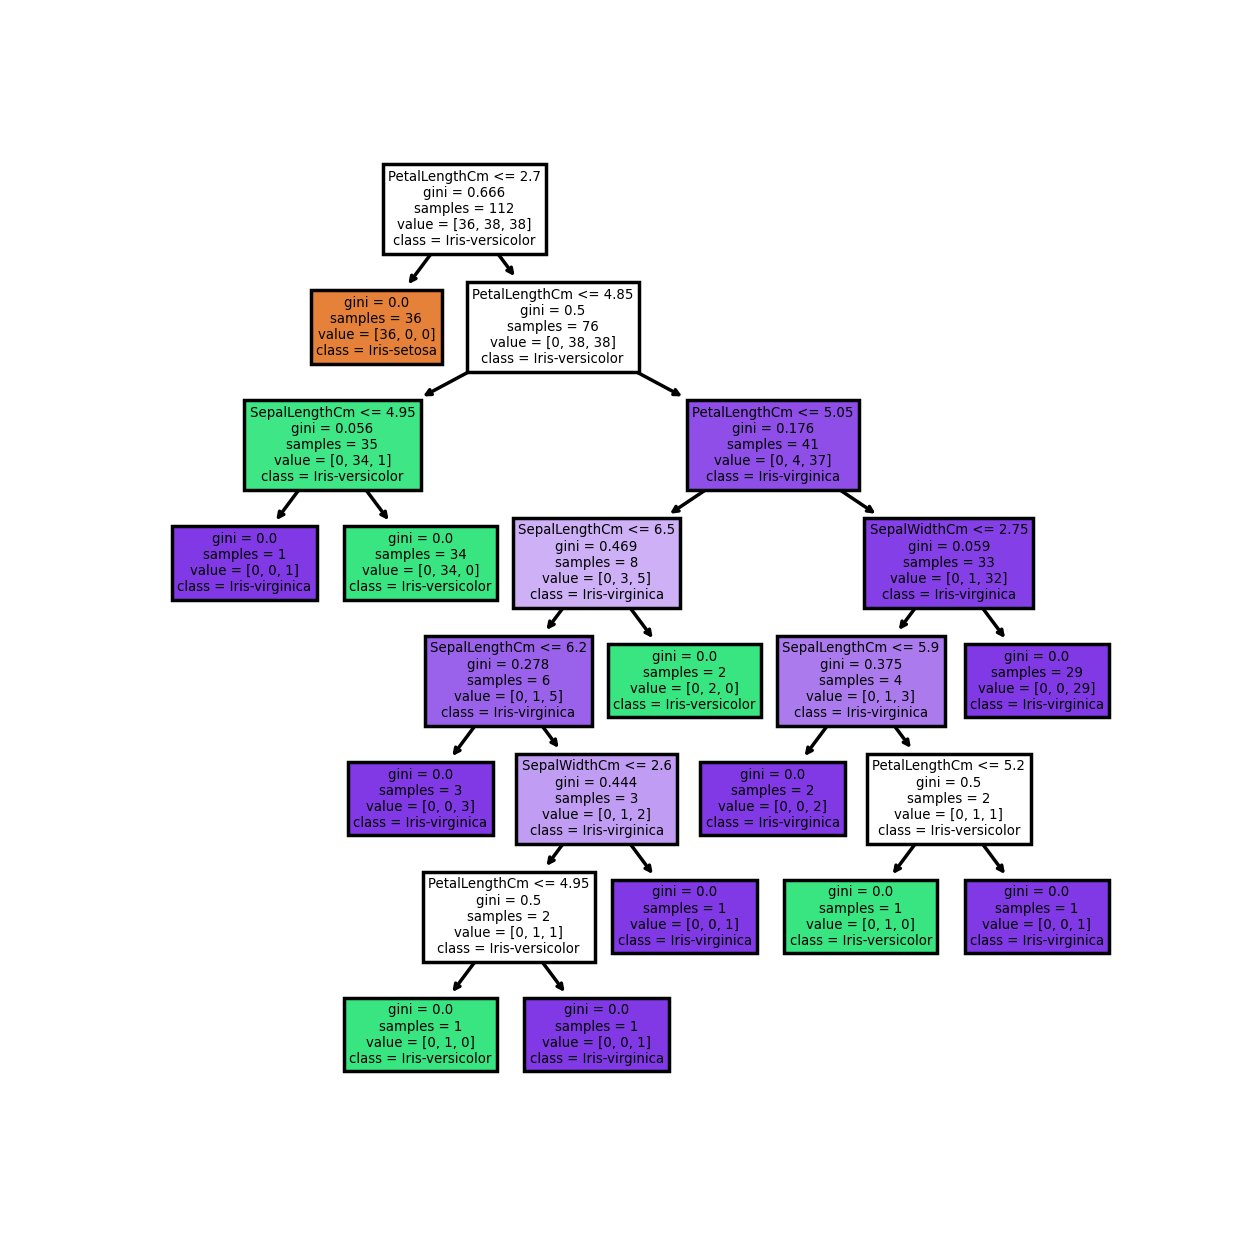 PetalLengthCm <= 2.7
gini = 0.666
samples = 112
value = [36, 38, 38]
class = Iris-versicolor
gini = 0.0
samples = 36
value = [36, 0, 0]
class = Iris-setosa
PetalLengthCm <= 4.85
gini = 0.5
samples = 76
value = [0, 38, 38]
class = Iris-versicolor
SepalLengthCm <= 4.95
gini = 0.056
samples = 35
value = [0, 34, 1]
class = Iris-versicolor
PetalLengthCm <= 5.05
gini = 0.176
samples = 41
value = [0, 4, 37]
class = Iris-virginica
gini = 0.0
samples = 1
value = [0, 0, 1]
class = Iris-virginica
gini = 0.0
samples = 34
value = [0, 34, 0]
class = Iris-versicolor
SepalLengthCm <= 6.5
gini = 0.469
samples = 8
value = [0, 3, 5]
class = Iris-virginica
SepalWidthCm <= 2.75
gini = 0.059
samples = 33
value = [0, 1, 32]
class = Iris-virginica
SepalLengthCm <= 6.2
gini = 0.278
samples = 6
value = [0, 1, 5]
class = Iris-virginica
gini = 0.0
samples = 2
value = [0, 2, 0]
class = Iris-versicolor
SepalLengthCm <= 5.9
gini = 0.375
samples = 4
value = [0, 1, 3]
class = Iris-virginica
gini = 0.0
samples = 29
value = [0, 0, 29]
class = Iris-virginica
gini = 0.0
samples = 3
value = [0, 0, 3]
class = Iris-virginica
SepalWidthCm <= 2.6
gini = 0.444
samples = 3
value = [0, 1, 2]
class = Iris-virginica
gini = 0.0
samples = 2
value = [0, 0, 2]
class = Iris-virginica
PetalLengthCm <= 5.2
gini = 0.5
samples = 2
value = [0, 1, 1]
class = Iris-versicolor
PetalLengthCm <= 4.95
gini = 0.5
samples = 2
value = [0, 1, 1]
class = Iris-versicolor
gini = 0.0
samples = 1
value = [0, 0, 1]
class = Iris-virginica
gini = 0.0
samples = 1
value = [0, 1, 0]
class = Iris-versicolor
gini = 0.0
samples = 1
value = [0, 0, 1]
class = Iris-virginica
gini = 0.0
samples = 1
value = [0, 1, 0]
class = Iris-versicolor
gini = 0.0
samples = 1
value = [0, 0, 1]
class = Iris-virginica